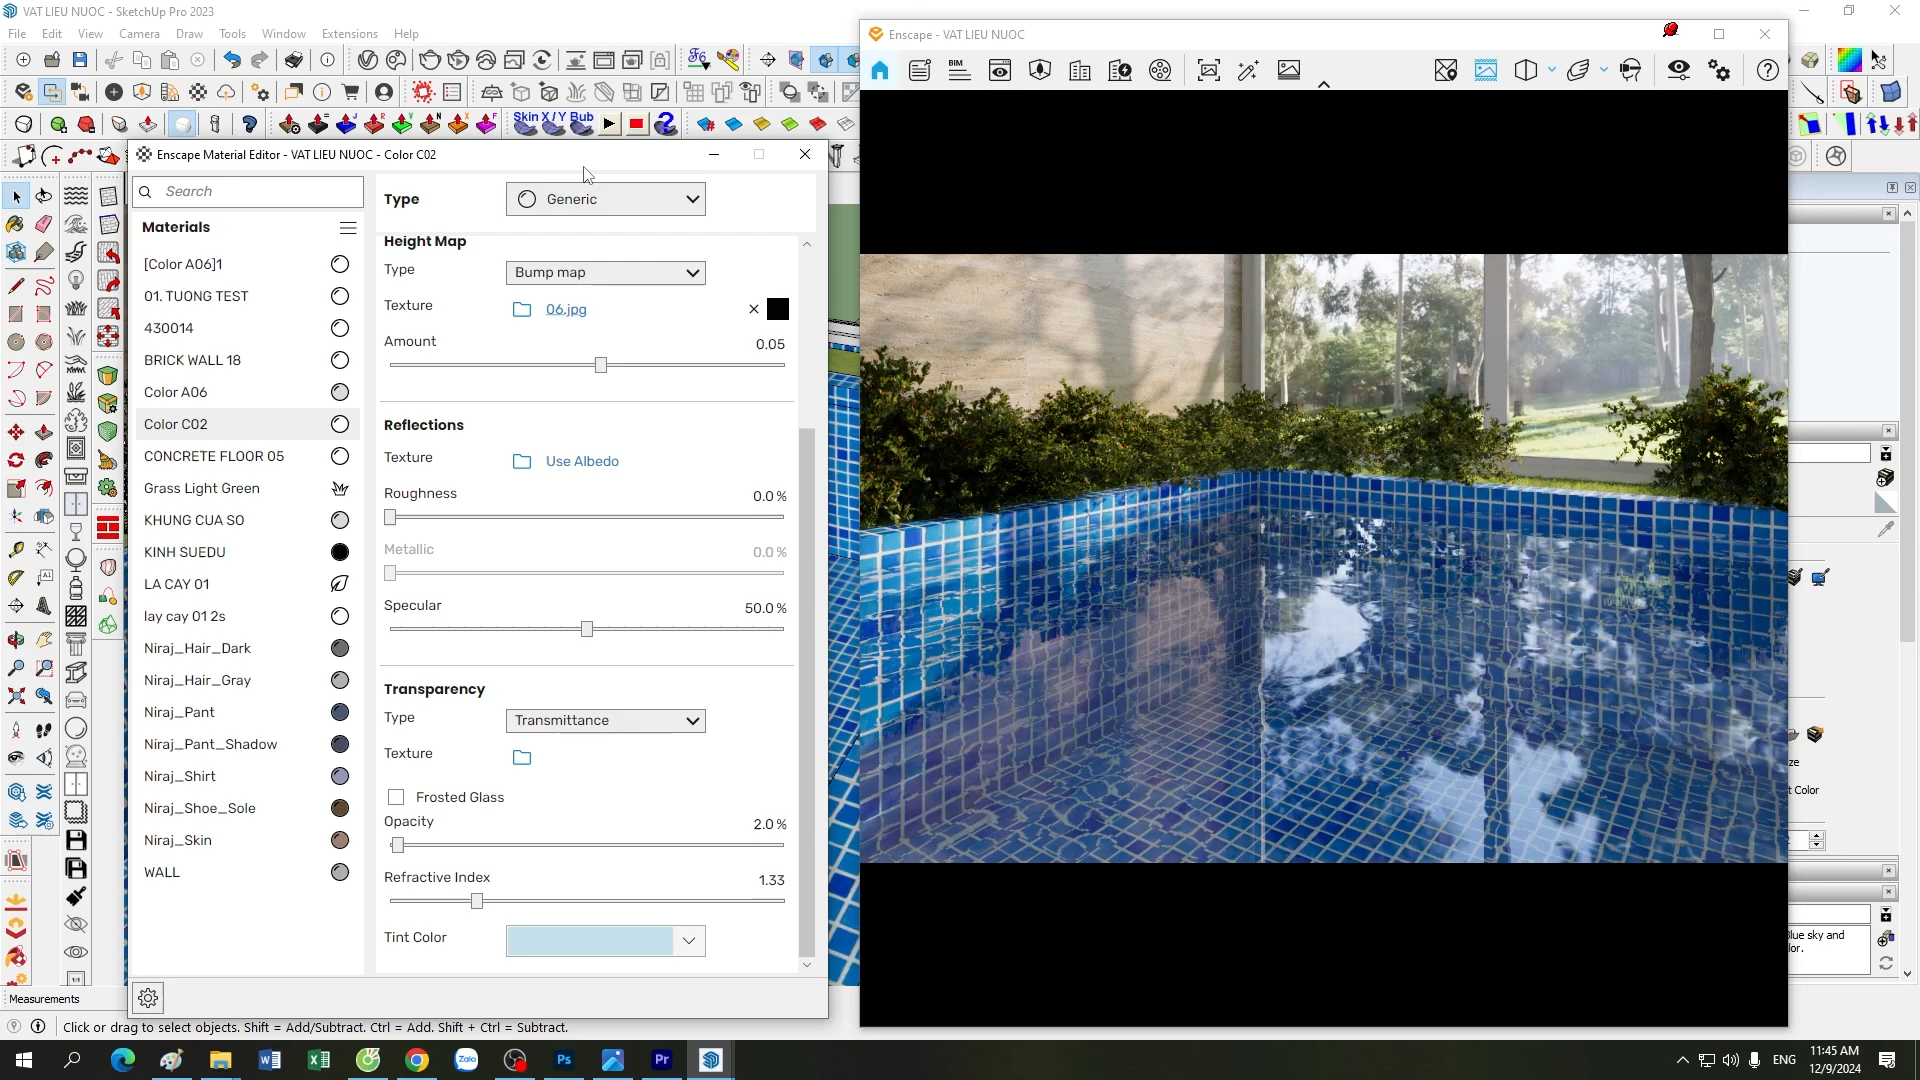 VAT LIEU NUOC - SketchUp Pro 2023
File Edit View Camera Draw Tools Window Extensions Help
Enscape - VAT LIEU NUOC
BIM
Skin X / Y Bub
Enscape Material Editor - VAT LIEU NUOC - Color C02
Search
Materials
[Color A06]1
01. TUONG TEST
430014
BRICK WALL 18
Color A06
Color C02
CONCRETE FLOOR 05
Grass Light Green
KHUNG CUA SO
KINH SUEDU
LA CAY 01
lay cay 01 2s
Niraj_Hair_Dark
Niraj_Hair_Gray
Niraj_Pant
Niraj_Pant_Shadow
Niraj_Shirt
Niraj_Shoe_Sole
Niraj_Skin
WALL
Type Generic
Height Map
Type Bump map
Texture 06.jpg
Amount 0.05
Reflections
Texture Use Albedo
Roughness 0.0 %
Metallic 0.0 %
Specular 50.0 %
Transparency
Type Transmittance
Texture
Frosted Glass
Opacity 2.0 %
Refractive Index 1.33
Tint Color
ze
t Color
lue sky and
lor.
Measurements
Click or drag to select objects. Shift = Add/Subtract. Ctrl = Add. Shift + Ctrl = Subtract.
Zalo
Ps
Pr
ENG
11:45 AM
12/9/2024